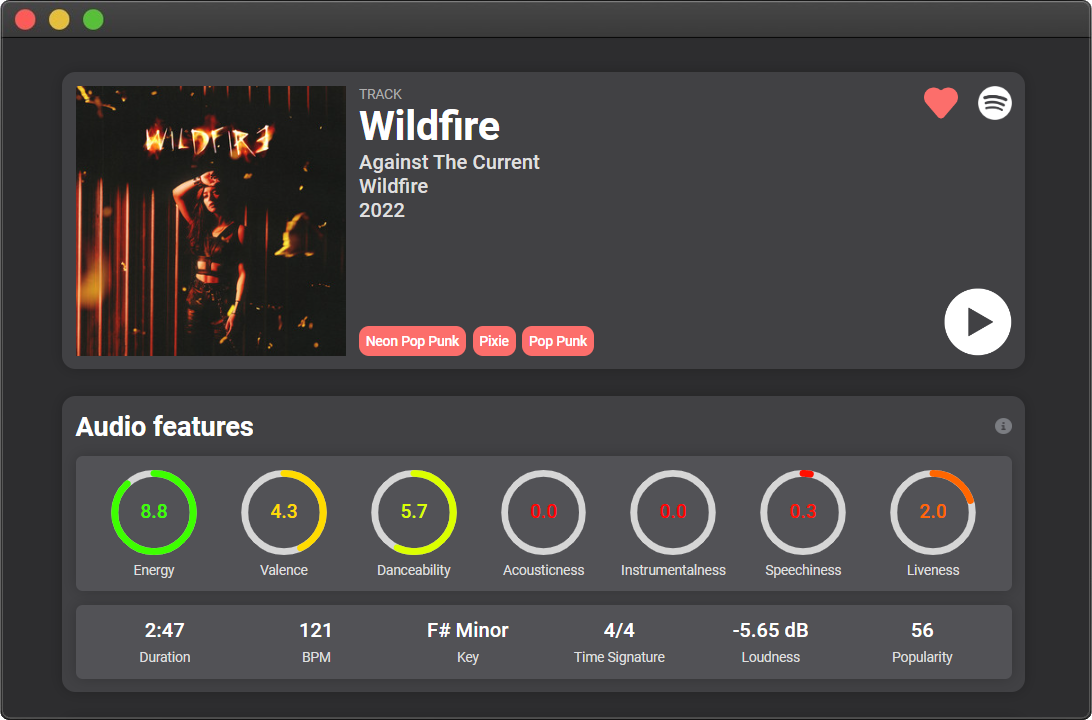 WILDFIRE
TRACK
Wildfire
Against The Current
Wildfire
2022
Neon Pop Punk Pixie Pop Punk
Audio features
8.8 4.3 5.7 0.0 0.0 0.3 2.0
Energy Valence Danceability Acousticness Instrumentalness Speechiness Liveness
2:47 121 F# Minor 4/4 -5.65 dB 56
Duration BPM Key Time Signature Loudness Popularity